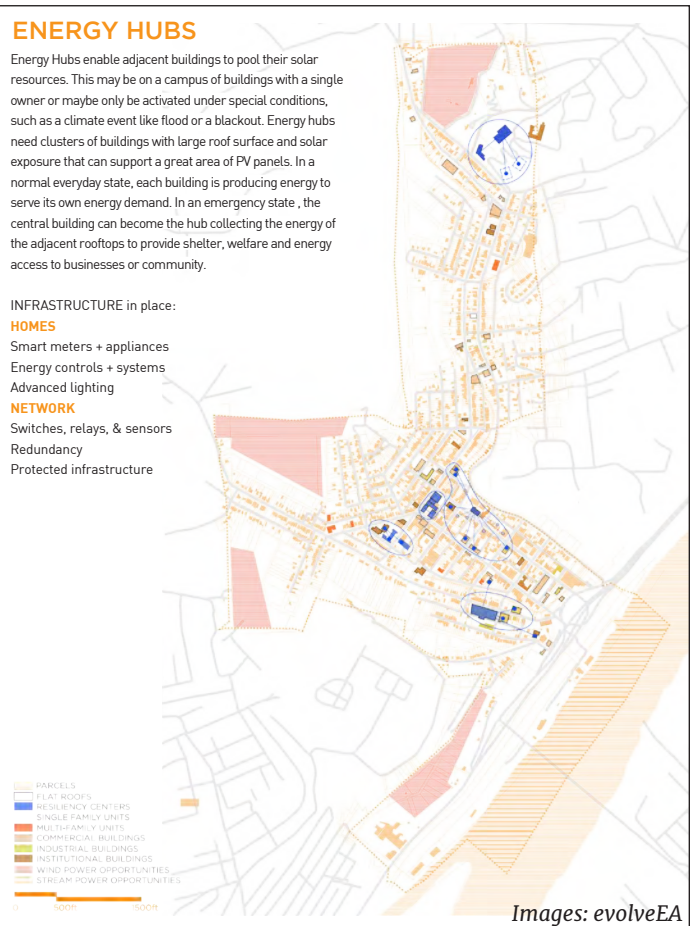 ENERGY HUBS
Energy Hubs enable adjacent buildings to pool their solar
resources. This may be on a campus of buildings with a single
owner or maybe only be activated under special conditions,
such as a climate event like flood or a blackout. Energy hubs
need clusters of buildings with large roof surface and solar
exposure that can support a great area of PV panels. In a
normal everyday state, each building is producing energy to
serve its own energy demand. In an emergency state , the
central building can become the hub collecting the energy of
the adjacent rooftops to provide shelter, welfare and energy
access to businesses or community.
INFRASTRUCTURE in place:
HOMES
Smart meters + appliances
Energy controls + systems
Advanced lighting
NETWORK
Switches, relays, & sensors
Redundancy
Protected infrastructure
PARCELS
FLAT ROOFS
RESILIENCY CENTERS
SINGLE FAMILY UNITS
MULTI-FAMILY UNITS
COMMERCIAL BUILDINGS
INDUSTRIAL BUILDINGS
INSTITUTIONAL BUILDINGS
WIND POWER OPPORTUNITIES
STREAM POWER OPPORTUNITIES
0 500ft 1500ft
Images: evolveEA